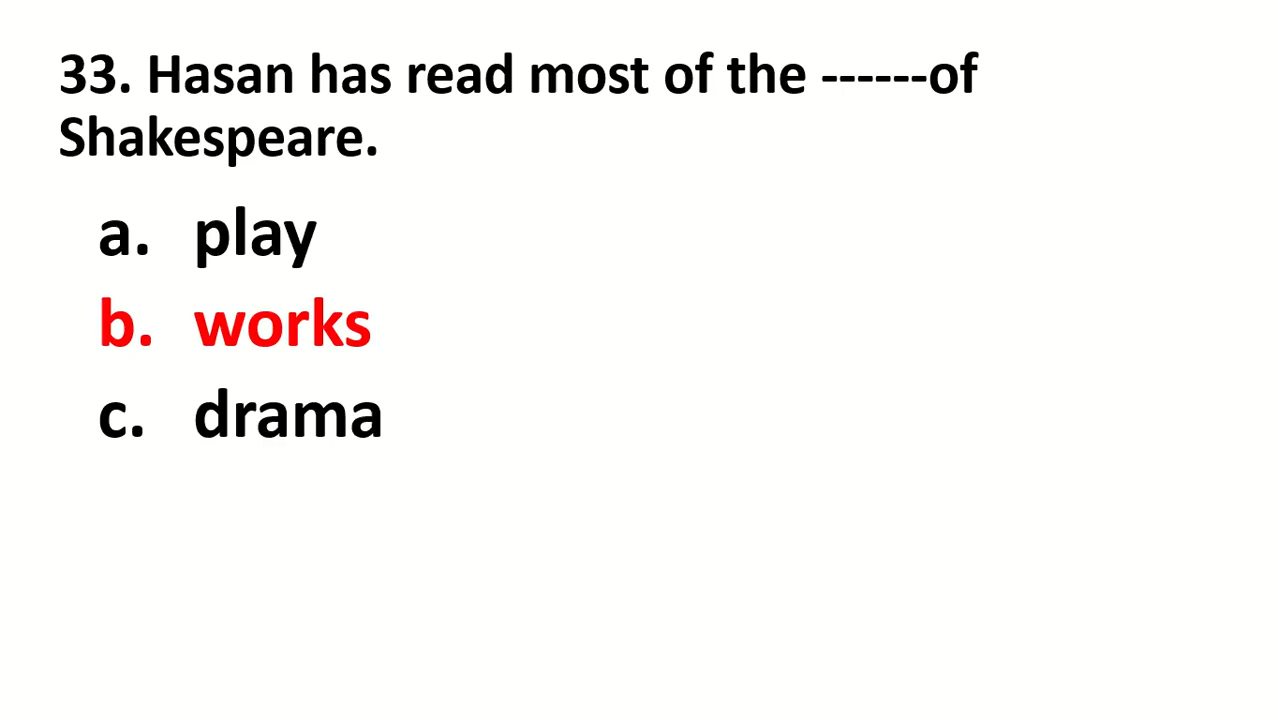 33. Hasan has read most of the ------of
Shakespeare.
a. play
b. works
c. drama